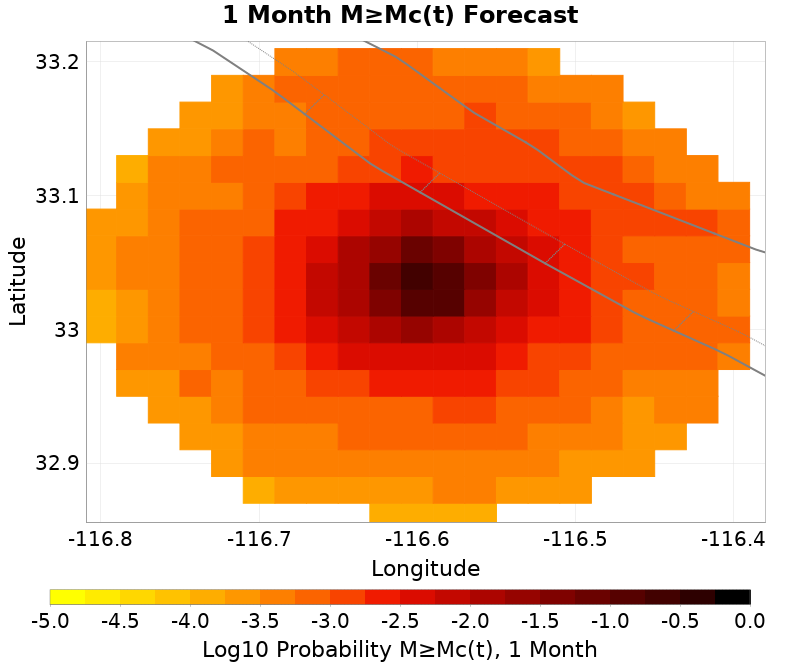 1 Month M≥Mc(t) Forecast
33.2
33.1
33
32.9
Latitude
-116.8 -116.7 -116.6 -116.5 -116.4
Longitude
-5.0 -4.5 -4.0 -3.5 -3.0 -2.5 -2.0 -1.5 -1.0 -0.5 0.0
Log10 Probability M≥Mc(t), 1 Month